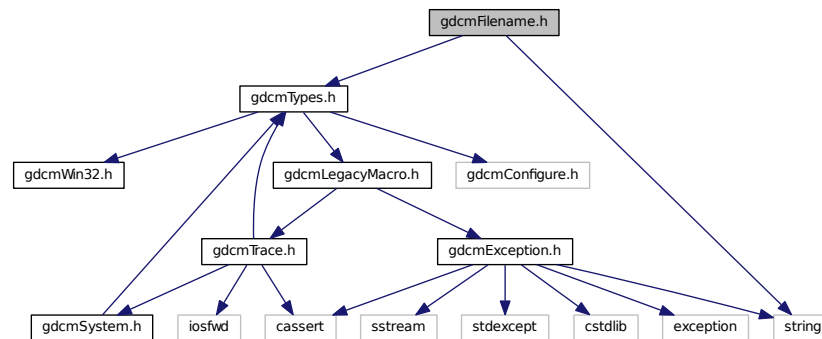 gdcmFilename.h
gdcmTypes.h
gdcmWin32.h
gdcmLegacyMacro.h
gdcmConfigure.h
gdcmTrace.h
gdcmException.h
gdcmSystem.h
iosfwd
cassert
sstream
stdexcept
cstdlib
exception
string